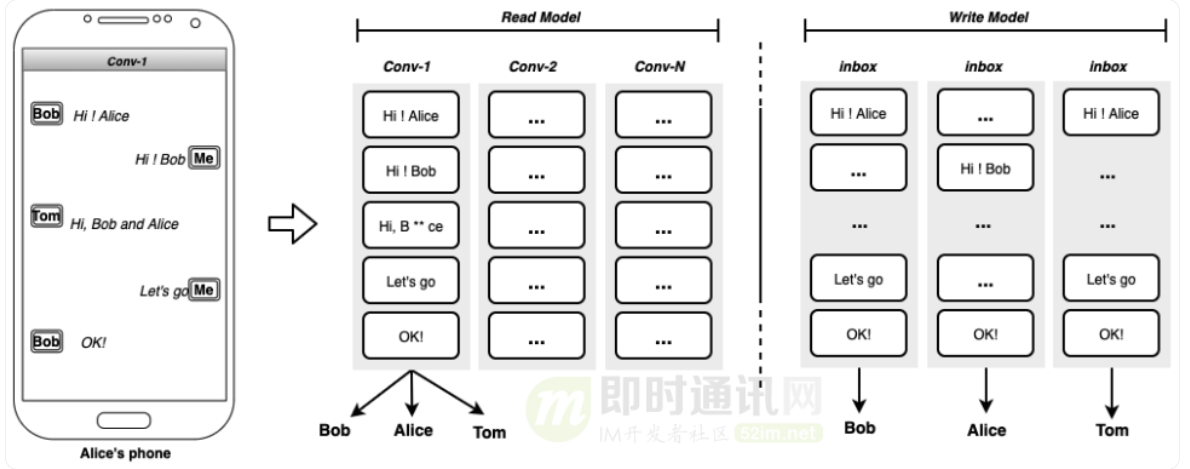 Conv-1
Bob Hi ! Alice
Hi ! Bob Me
Tom Hi, Bob and Alice
Let's go Me
Bob OK!
Alice's phone
Read Model
Conv-1 Conv-2 Conv-N
Hi ! Alice ... ...
Hi ! Bob ... ...
Hi, B ** ce ... ...
Let's go ... ...
OK! ... ...
Bob Alice Tom
Write Model
inbox inbox inbox
Hi ! Alice ... Hi ! Alice
... Hi ! Bob ...
... ... ...
Let's go ... Let's go
OK! OK! OK!
Bob Alice Tom
m 即时通讯网
IM开发者社区 52im.net